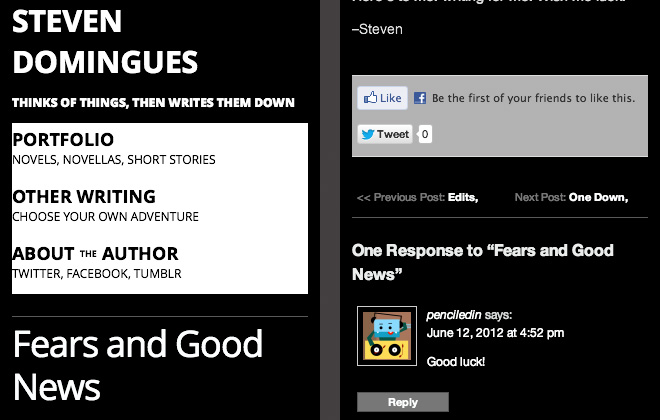 STEVEN
DOMINGUES
THINKS OF THINGS, THEN WRITES THEM DOWN
PORTFOLIO
NOVELS, NOVELLAS, SHORT STORIES
OTHER WRITING
CHOOSE YOUR OWN ADVENTURE
ABOUT THE AUTHOR
TWITTER, FACEBOOK, TUMBLR
Fears and Good
News
–Steven
Like
Be the first of your friends to like this.
Tweet 0
<< Previous Post: Edits,
Next Post: One Down,
One Response to “Fears and Good
News”
penciledin says:
June 12, 2012 at 4:52 pm
Good luck!
Reply